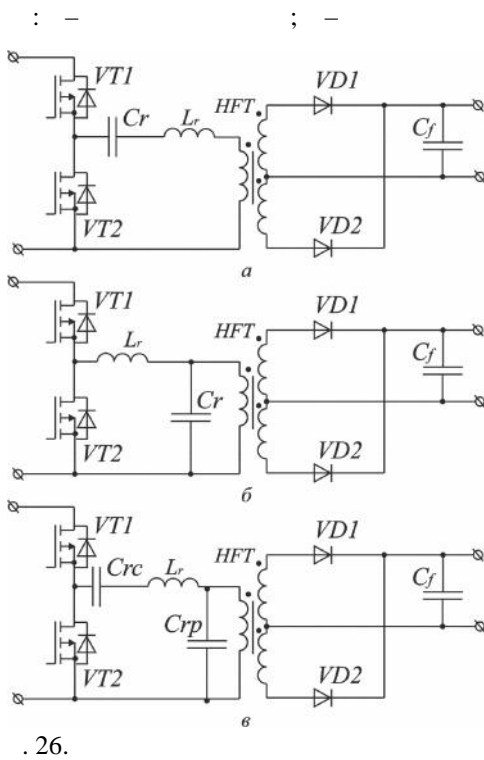 : – ; –
VT1 Cr Lr HFT VD1 Cf
VT2 VD2
а
VT1 Lr HFT VD1 Cf
Cr
VT2 VD2
б
VT1 Crc Lr HFT VD1 Cf
Crp
VT2 VD2
в
. 26.